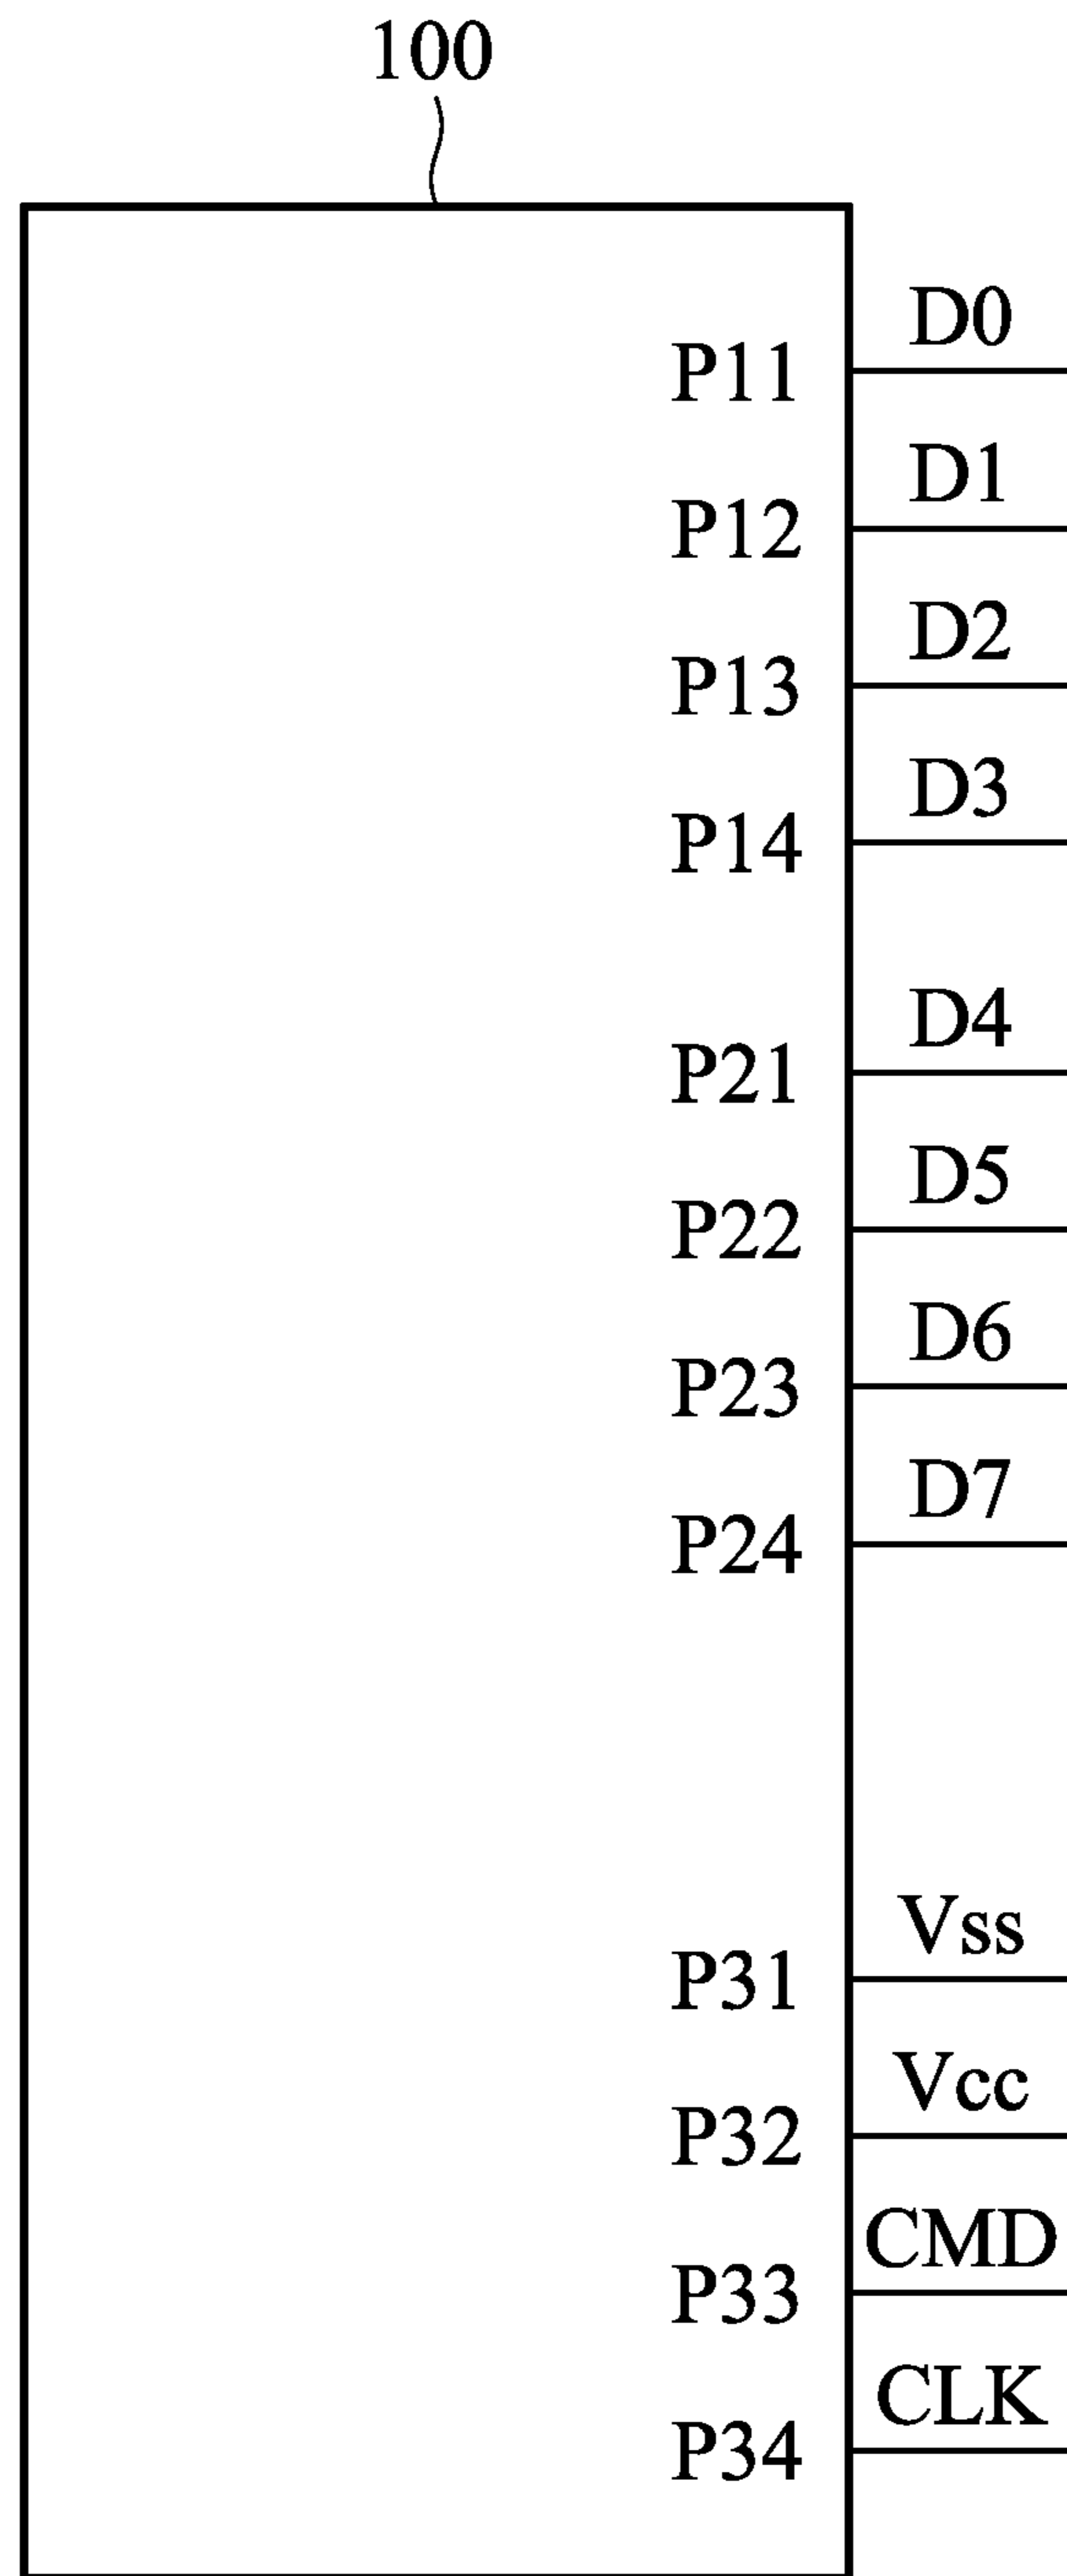 100
D0
P11
D1
P12
D2
P13
D3
P14
D4
P21
D5
P22
D6
P23
D7
P24
Vss
P31
Vcc
P32
CMD
P33
CLK
P34